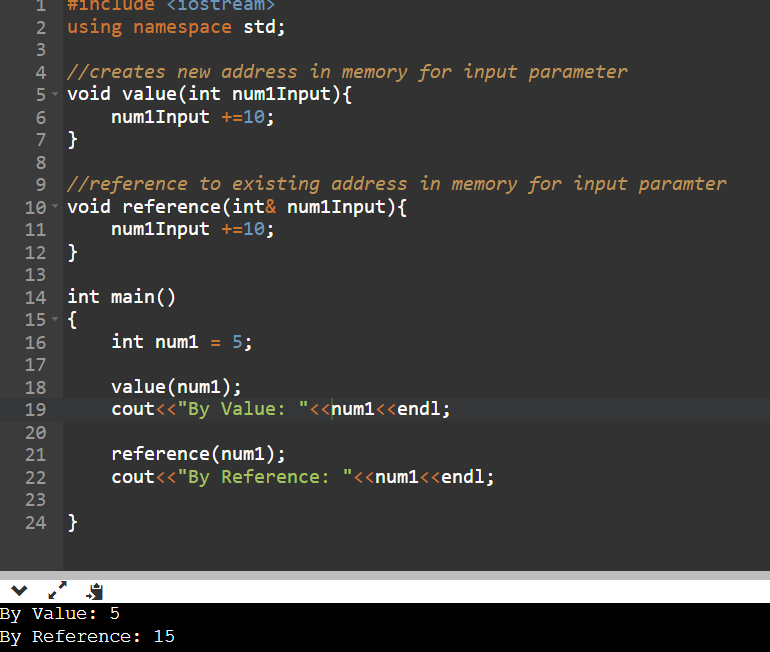 1 #include <iostream>
2 using namespace std;
3
4 //creates new address in memory for input parameter
5 void value(int num1Input){
6 num1Input +=10;
7 }
8
9 //reference to existing address in memory for input paramter
10 void reference(int& num1Input){
11 num1Input +=10;
12 }
13
14 int main()
15 {
16 int num1 = 5;
17
18 value(num1);
19 cout<<"By Value: "<<num1<<endl;
20
21 reference(num1);
22 cout<<"By Reference: "<<num1<<endl;
23
24 }
By Value: 5
By Reference: 15